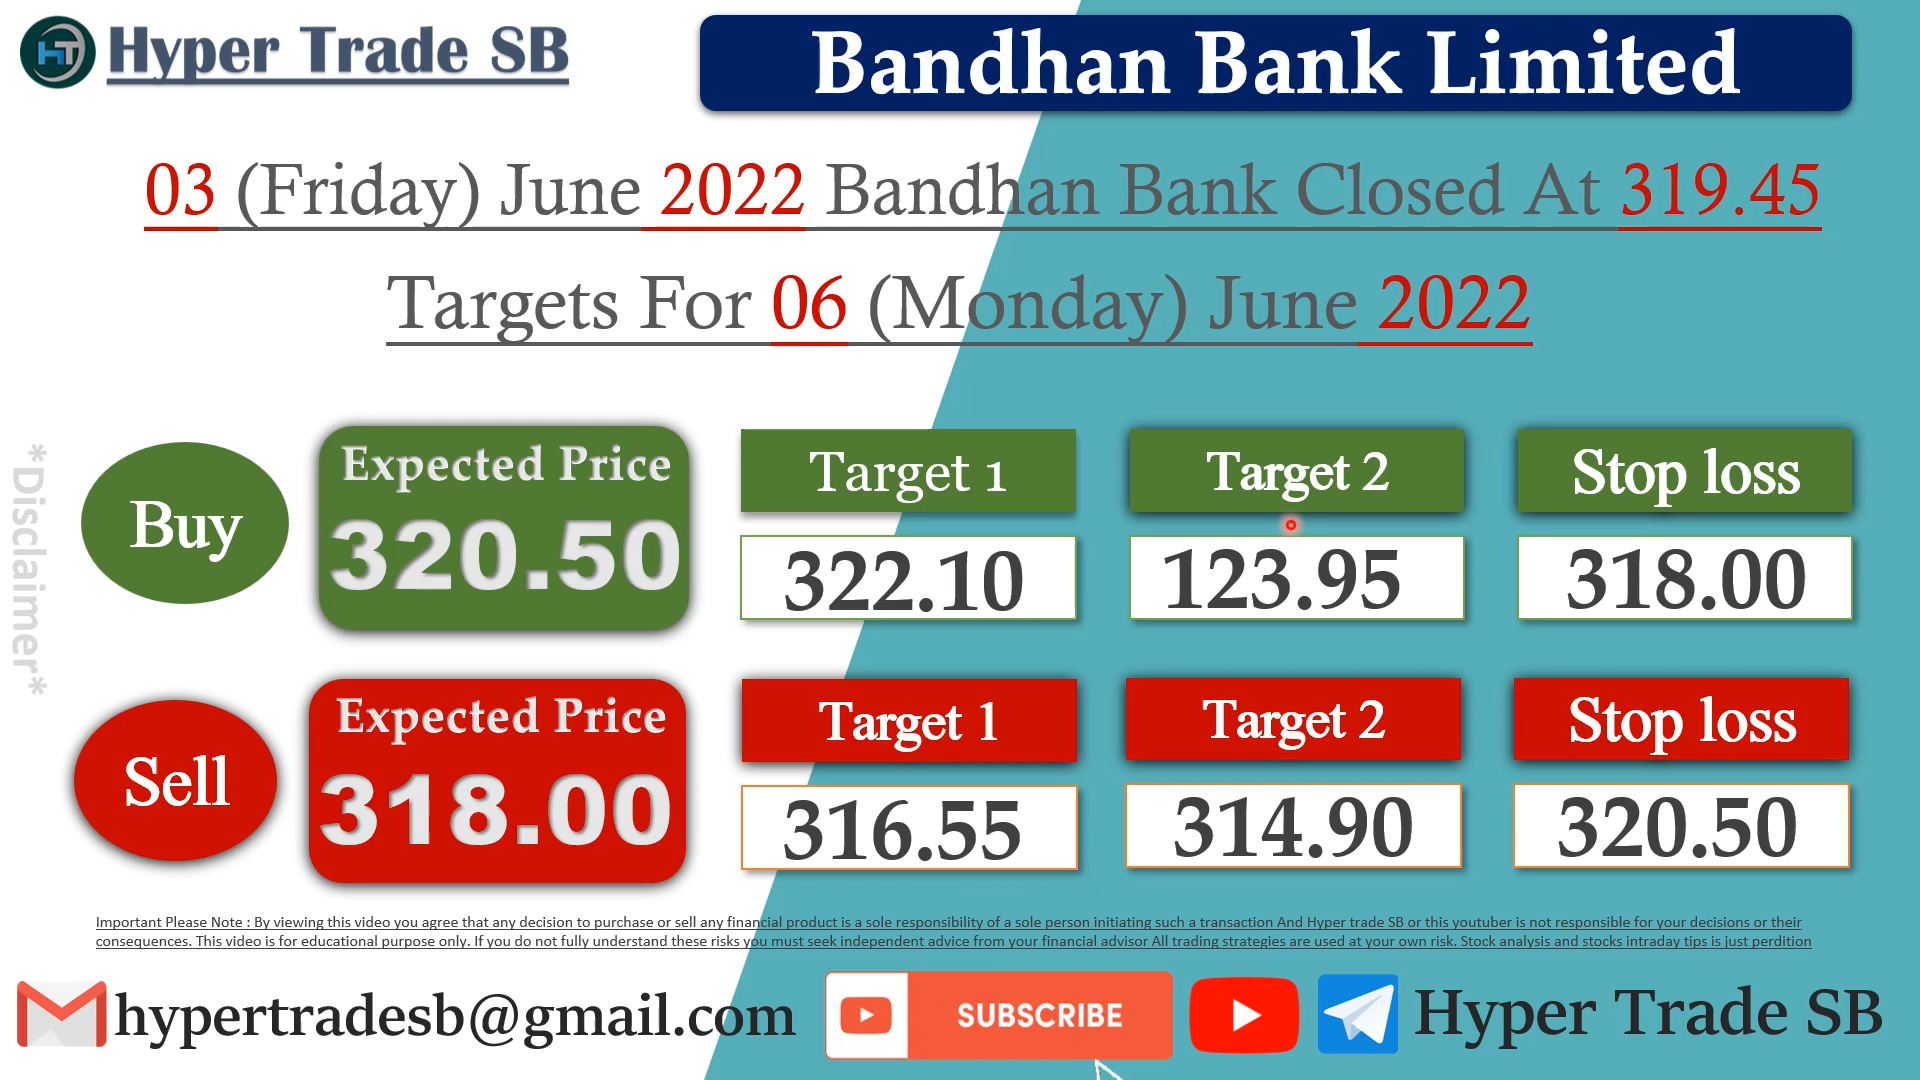 HT Hyper Trade SB
Bandhan Bank Limited
03 (Friday) June 2022 Bandhan Bank Closed At 319.45
Targets For 06 (Monday) June 2022
*Disclaimer*
Buy
Expected Price
320.50
Target 1
322.10
Target 2
123.95
Stop loss
318.00
Sell
Expected Price
318.00
Target 1
316.55
Target 2
314.90
Stop loss
320.50
Important Please Note : By viewing this video you agree that any decision to purchase or sell any financial product is a sole responsibility of a sole person initiating such a transaction And Hyper trade SB or this youtuber is not responsible for your decisions or their
consequences. This video is for educational purpose only. If you do not fully understand these risks you must seek independent advice from your financial advisor All trading strategies are used at your own risk. Stock analysis and stocks intraday tips is just perdition
hypertradesb@gmail.com
SUBSCRIBE
Hyper Trade SB